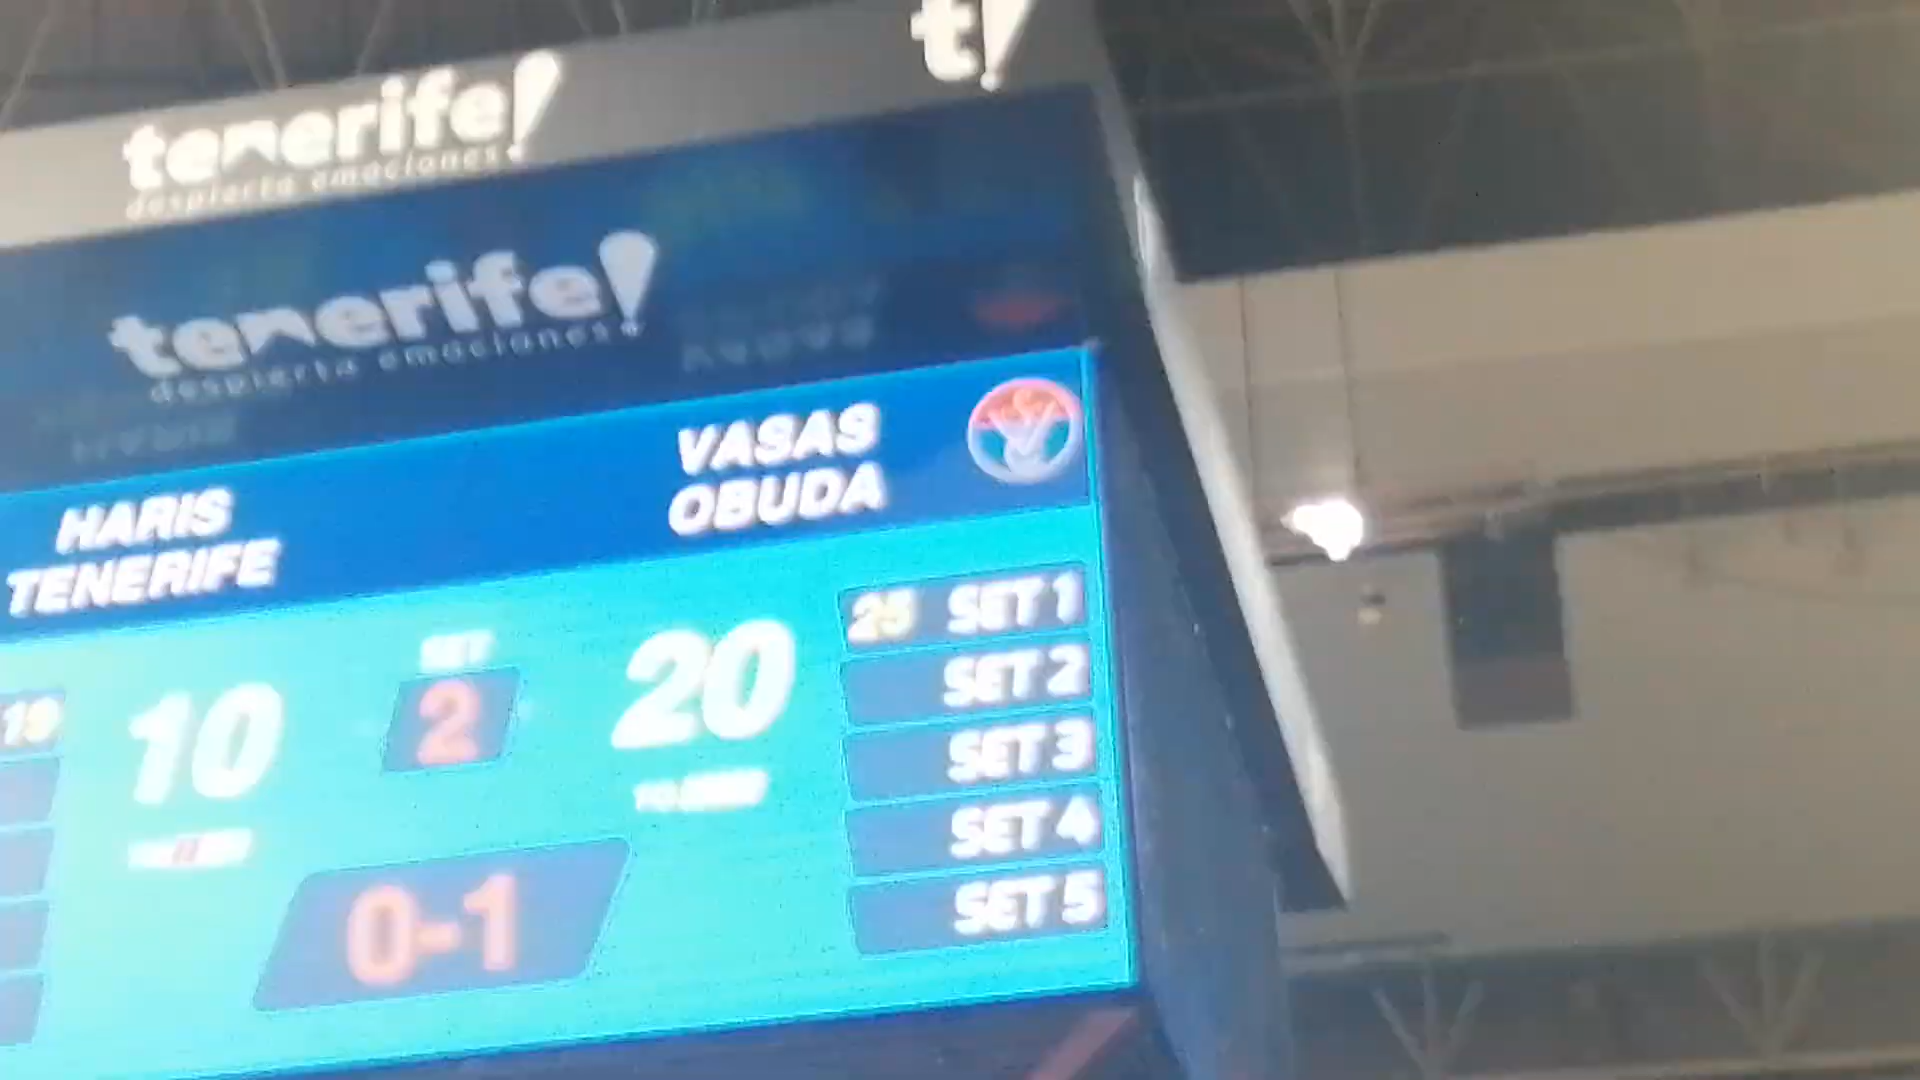 t!
tenerife!
despierta emociones
tenerife!
despierta emociones
HARIS
TENERIFE
VASAS
OBUDA
19
10
SET
2
20
25 SET 1
SET 2
SET 3
SET 4
SET 5
0-1